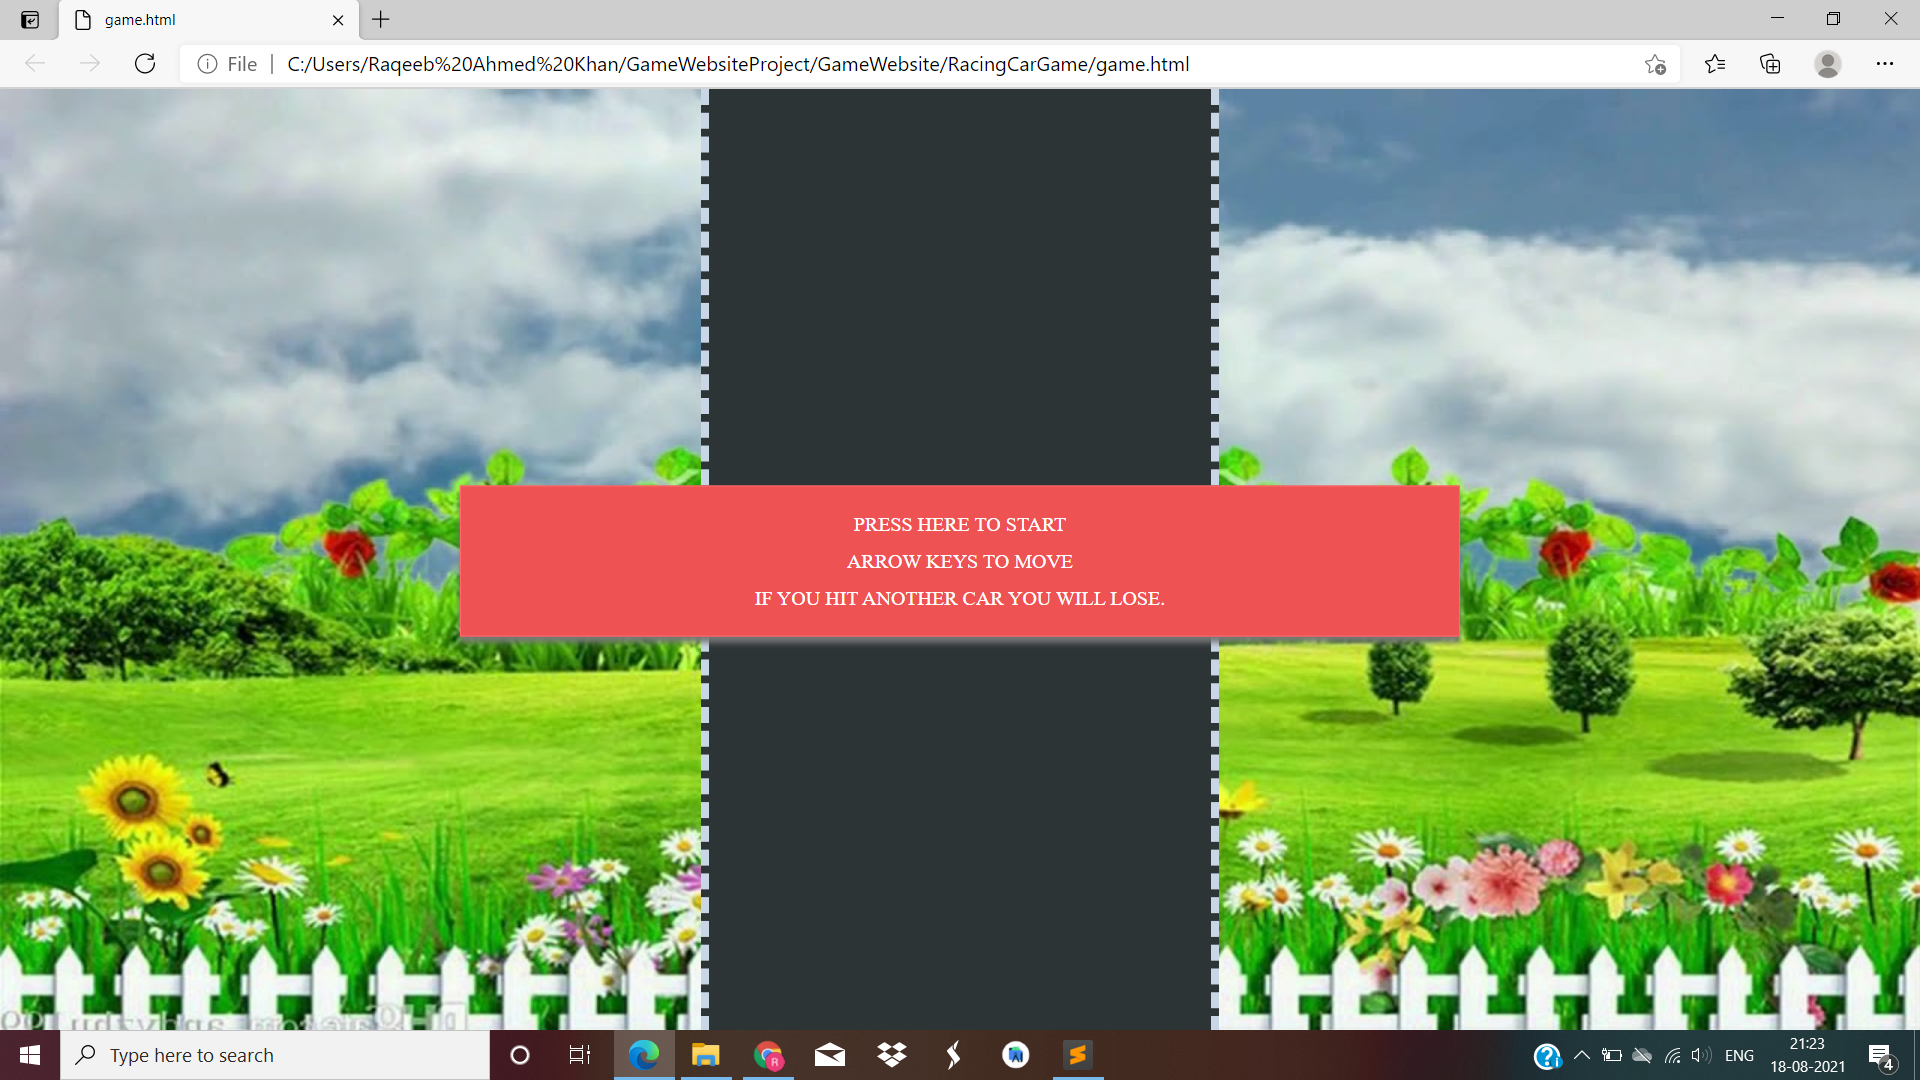 game.html
File
C:/Users/Raqeeb%20Ahmed%20Khan/GameWebsiteProject/GameWebsite/RacingCarGame/game.html
PRESS HERE TO START
ARROW KEYS TO MOVE
IF YOU HIT ANOTHER CAR YOU WILL LOSE.
Type here to search
R
ENG
21:23
18-08-2021
4